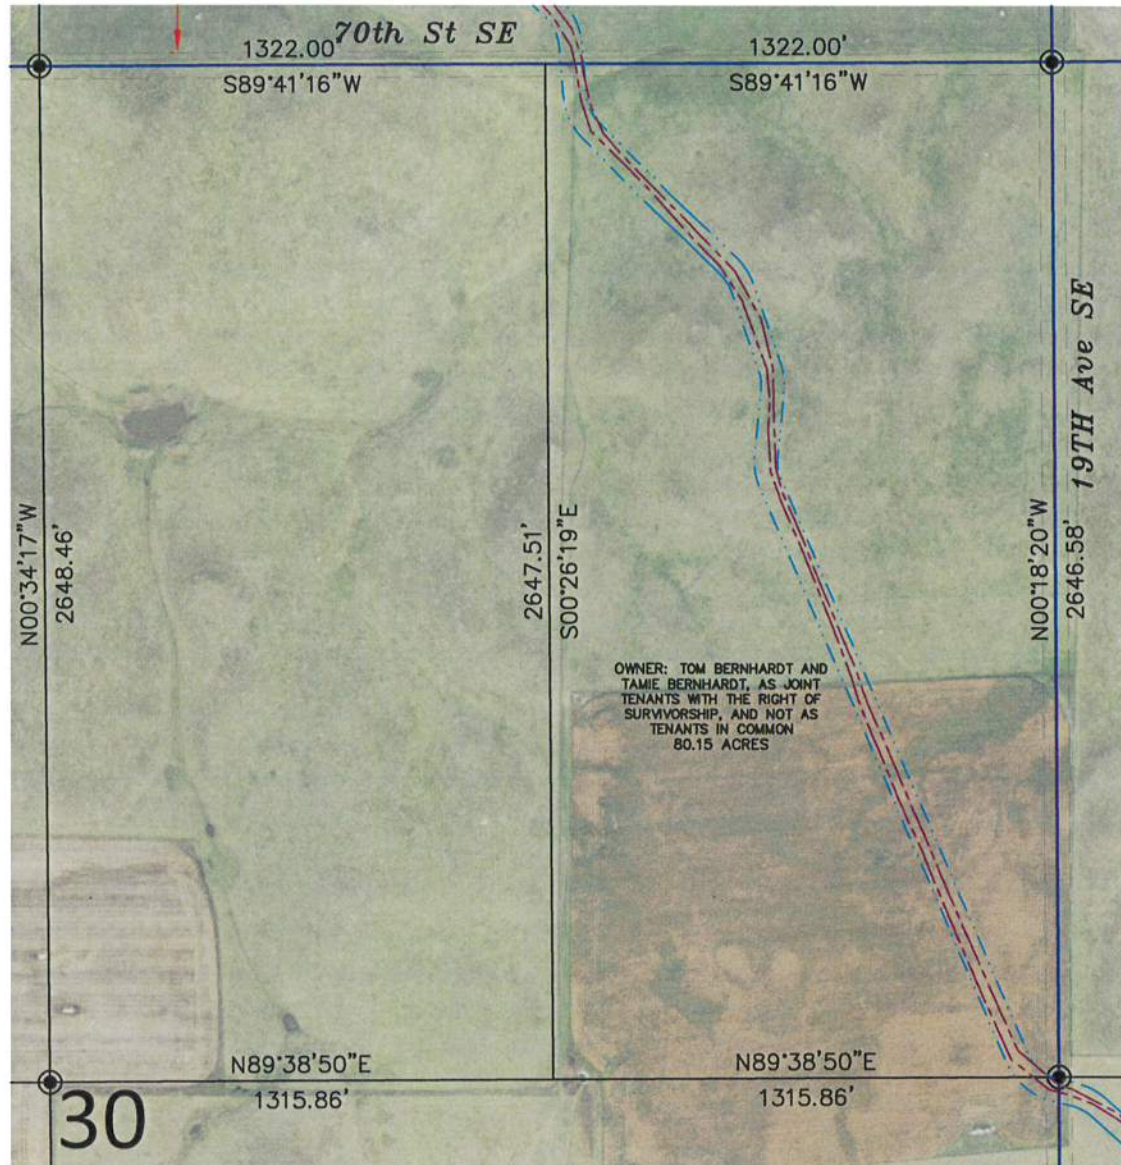 70th St SE
1322.00'
S89°41'16"W
1322.00'
S89°41'16"W
19TH Ave SE
N00°34'17"W
2648.46'
2647.51'
S00°26'19"E
N00°18'20"W
2646.58'
OWNER: TOM BERNHARDT AND
TAMIE BERNHARDT, AS JOINT
TENANTS WITH THE RIGHT OF
SURVIVORSHIP, AND NOT AS
TENANTS IN COMMON
80.15 ACRES
N89°38'50"E
1315.86'
N89°38'50"E
1315.86'
30